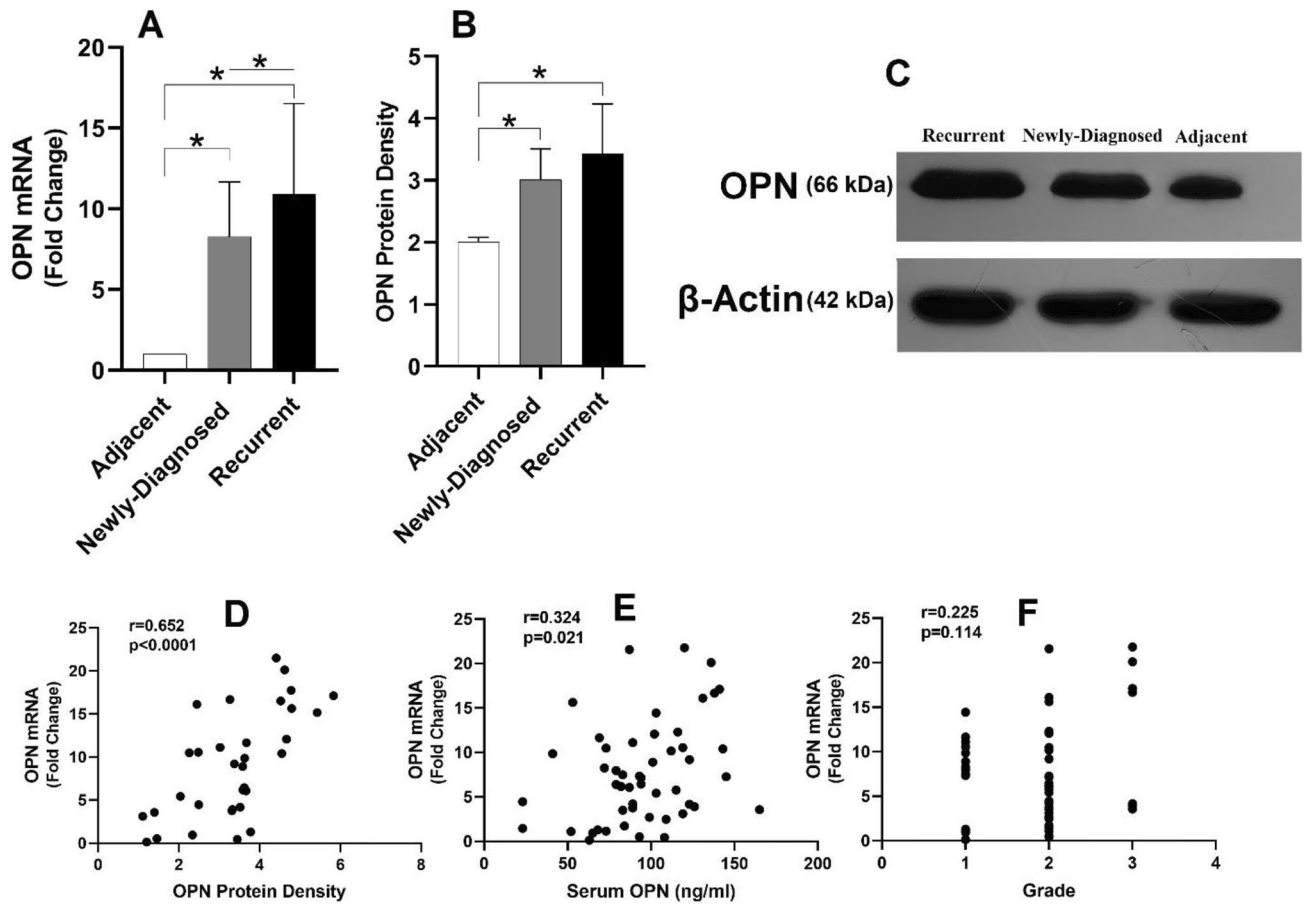 A
OPN mRNA
(Fold Change)
20
15
10
5
0
*
*
*
Adjacent
Newly-Diagnosed
Recurrent
B
OPN Protein Density
5
4
3
2
1
0
*
*
Adjacent
Newly-Diagnosed
Recurrent
C
Recurrent Newly-Diagnosed Adjacent
OPN (66 kDa)
β-Actin (42 kDa)
D
r=0.652
p<0.0001
OPN mRNA
(Fold Change)
25
20
15
10
5
0
0 2 4 6 8
OPN Protein Density
E
r=0.324
p=0.021
OPN mRNA
(Fold Change)
25
20
15
10
5
0
0 50 100 150 200
Serum OPN (ng/ml)
F
r=0.225
p=0.114
OPN mRNA
(Fold Change)
25
20
15
10
5
0
0 1 2 3 4
Grade